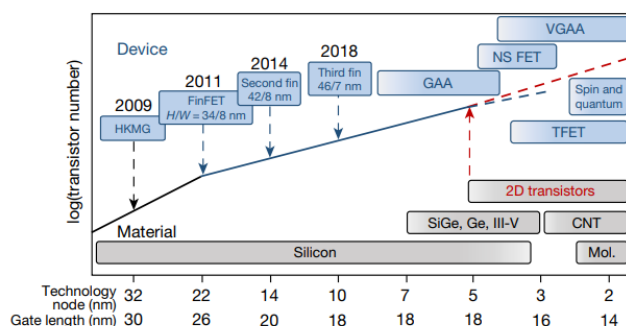 log(transistor number)
Device
2009
HKMG
2011
FinFET
H/W = 34/8 nm
2014
Second fin
42/8 nm
2018
Third fin
46/7 nm
GAA
VGAA
NS FET
Spin and
quantum
TFET
2D transistors
Material
SiGe, Ge, III-V
CNT
Silicon
Mol.
Technology
node (nm)
32 22 14 10 7 5 3 2
Gate length (nm)
30 26 20 18 18 18 16 14